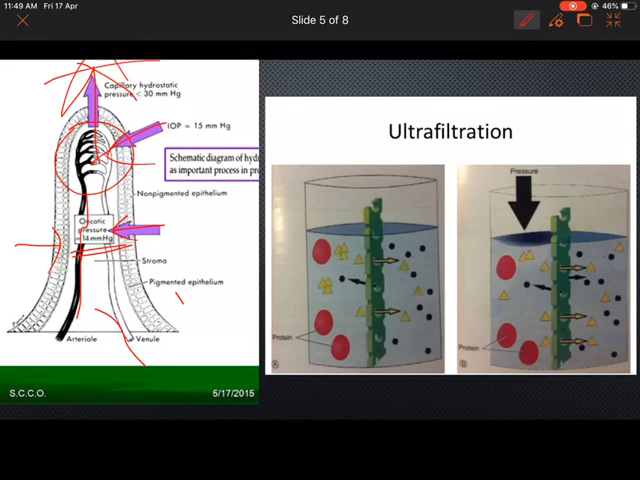 11:49 AM Fri 17 Apr
46%
Slide 5 of 8
Capillary hydrostatic
pressure < 30 mm Hg
IOP = 15 mm Hg
Schematic diagram of hyd
as important process in pr
Nonpigmented epithelium
Oncotic
pressure
≈ 14 mmHg
Stroma
Pigmented epithelium
Arteriole
Venule
S.C.C.O.
5/17/2015
Ultrafiltration
Pressure
Protein
Protein
A
B